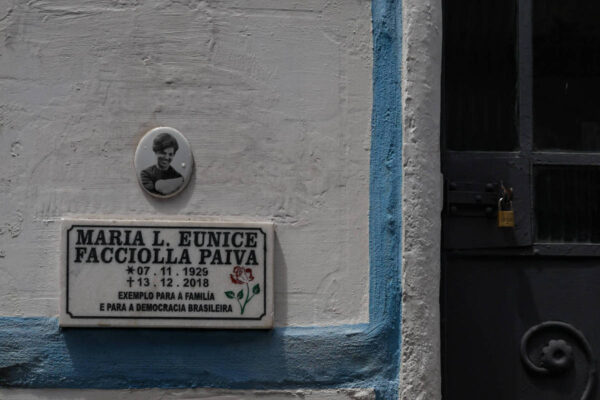 MARIA L. EUNICE
FACCIOLLA PAIVA
* 07 . 11 . 1929
† 13 . 12 . 2018
EXEMPLO PARA A FAMÍLIA
E PARA A DEMOCRACIA BRASILEIRA